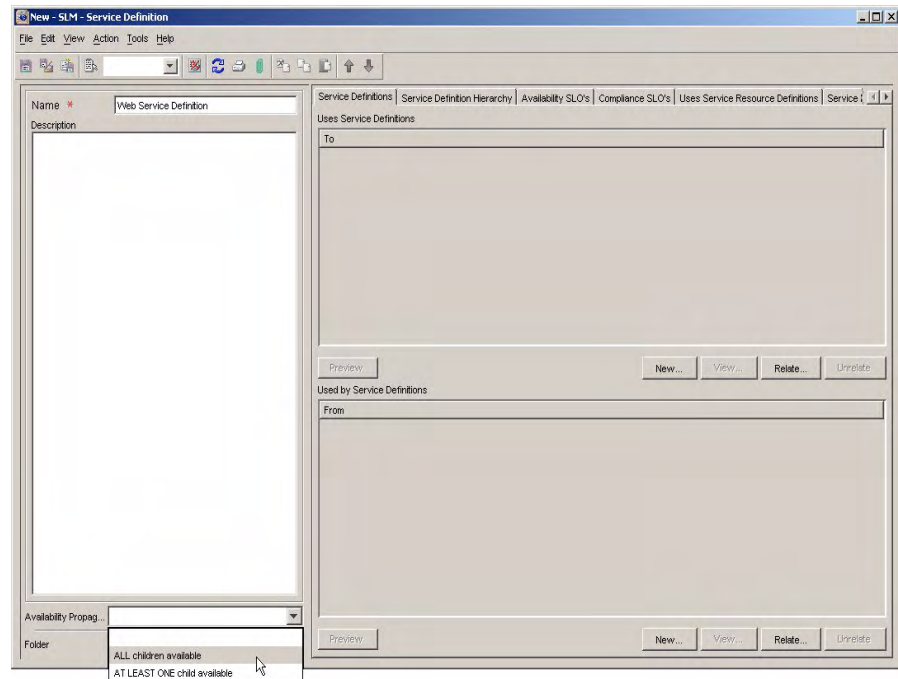 New - SLM - Service Definition
File Edit View Action Tools Help
Name *
Web Service Definition
Description
Service Definitions
Service Definition Hierarchy
Availability SLO's
Compliance SLO's
Uses Service Resource Definitions
Service
Uses Service Definitions
To
Preview
New...
View...
Relate...
Unrelate
Used by Service Definitions
From
Preview
New...
View...
Relate...
Unrelate
Availability Propag...
Folder
ALL children available
AT LEAST ONE child available